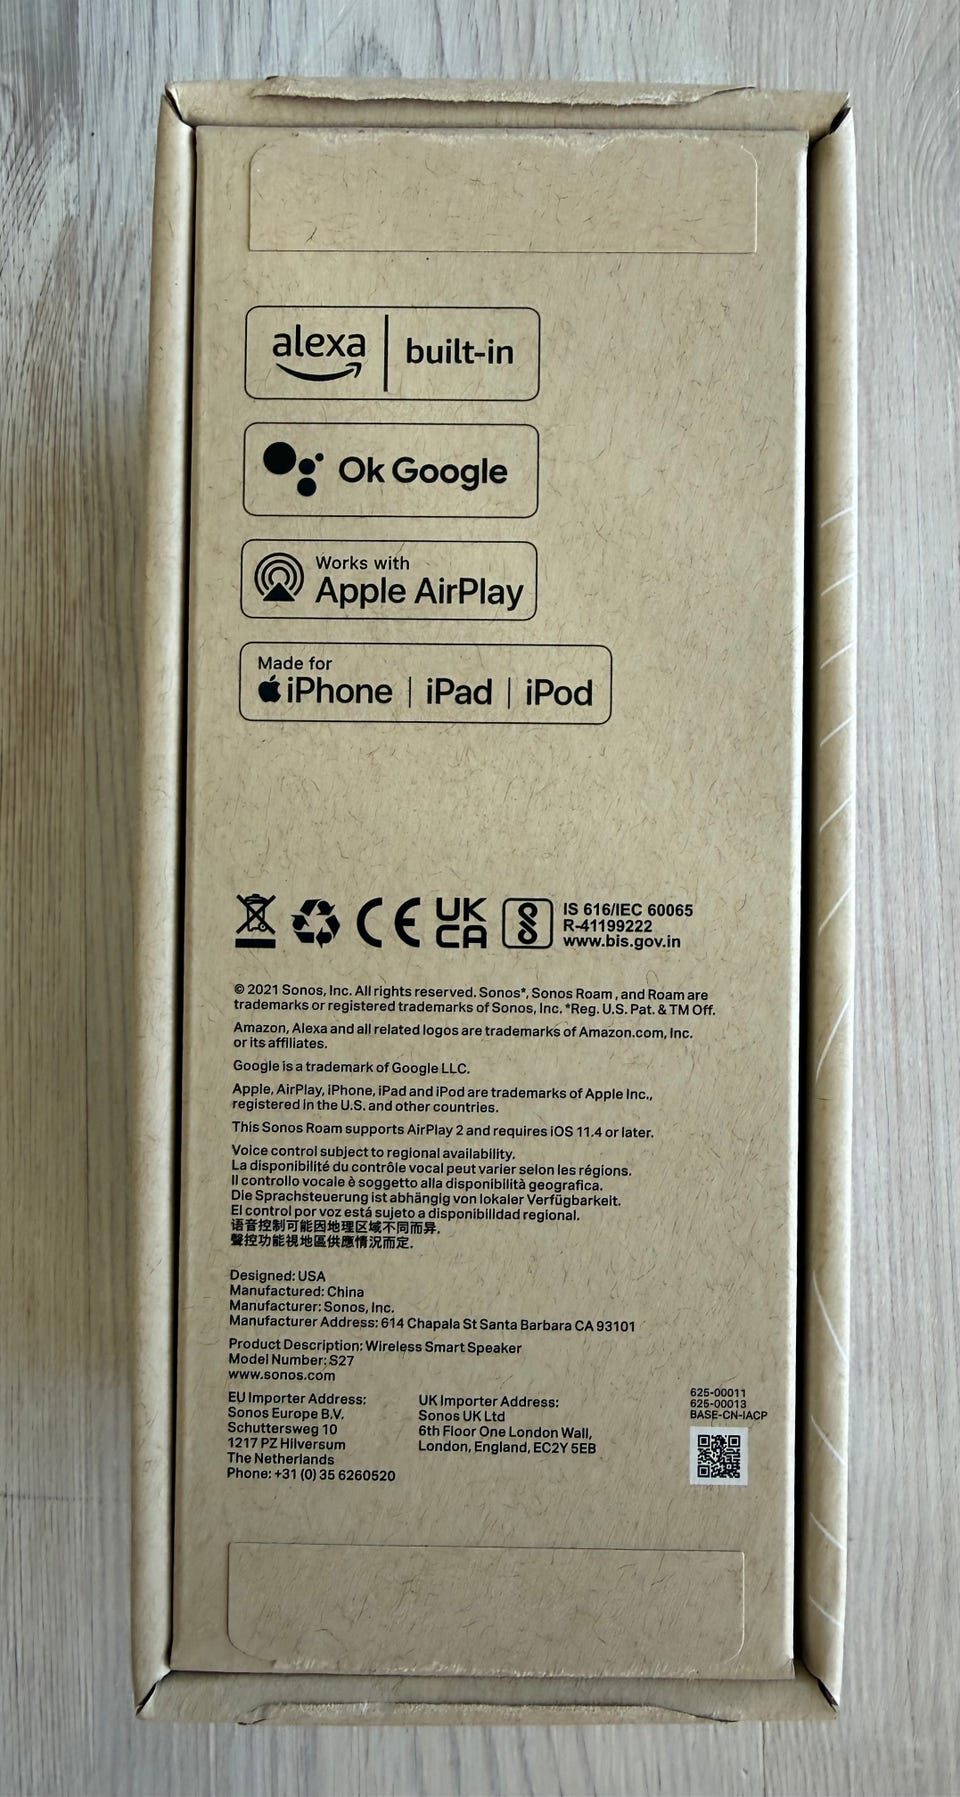 alexa | built-in
Ok Google
Works with
Apple AirPlay
Made for
iPhone | iPad | iPod
CE
UK
CA
IS 616/IEC 60065
R-41199222
www.bis.gov.in
© 2021 Sonos, Inc. All rights reserved. Sonos*, Sonos Roam , and Roam are
trademarks or registered trademarks of Sonos, Inc. *Reg. U.S. Pat. & TM Off.
Amazon, Alexa and all related logos are trademarks of Amazon.com, Inc.
or its affiliates.
Google is a trademark of Google LLC.
Apple, AirPlay, iPhone, iPad and iPod are trademarks of Apple Inc.,
registered in the U.S. and other countries.
This Sonos Roam supports AirPlay 2 and requires iOS 11.4 or later.
Voice control subject to regional availability.
La disponibilité du contrôle vocal peut varier selon les régions.
Il controllo vocale è soggetto alla disponibilità geografica.
Die Sprachsteuerung ist abhängig von lokaler Verfügbarkeit.
El control por voz está sujeto a disponibilidad regional.
语音控制可能因地理区域不同而异.
聲控功能視地區供應情況而定.
Designed: USA
Manufactured: China
Manufacturer: Sonos, Inc.
Manufacturer Address: 614 Chapala St Santa Barbara CA 93101
Product Description: Wireless Smart Speaker
Model Number: S27
www.sonos.com
EU Importer Address:
Sonos Europe B.V.
Schuttersweg 10
1217 PZ Hilversum
The Netherlands
Phone: +31 (0) 35 6260520
UK Importer Address:
Sonos UK Ltd
6th Floor One London Wall,
London, England, EC2Y 5EB
625-00011
625-00013
BASE-CN-IACP